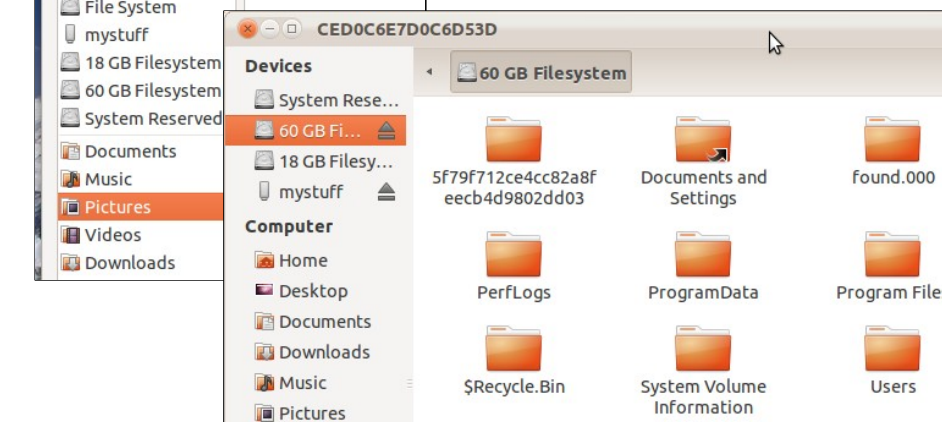 File System
mystuff
18 GB Filesystem
60 GB Filesystem
System Reserved
Documents
Music
Pictures
Videos
Downloads
CED0C6E7D0C6D53D
Devices
System Rese...
60 GB Fi...
18 GB Filesy...
mystuff
Computer
Home
Desktop
Documents
Downloads
Music
Pictures
60 GB Filesystem
5f79f712ce4cc82a8f
eecb4d9802dd03
Documents and
Settings
found.000
PerfLogs
ProgramData
Program File
$Recycle.Bin
System Volume
Information
Users